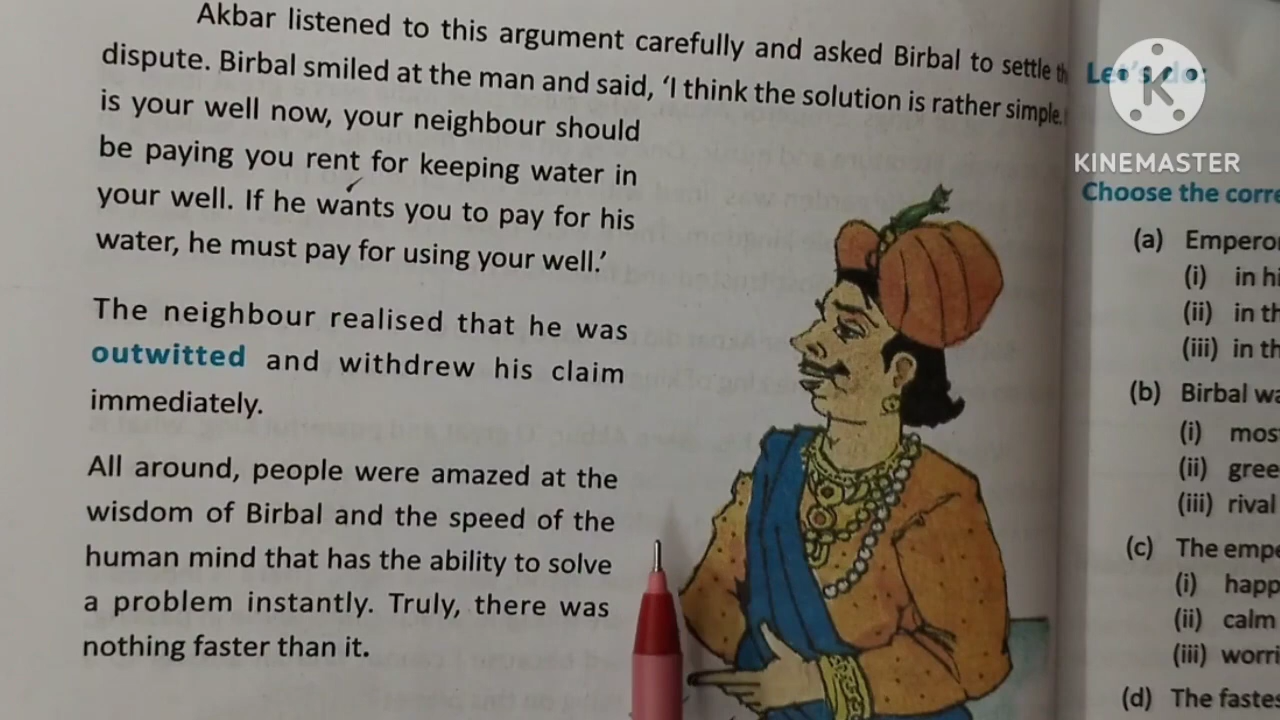 Akbar listened to this argument carefully and asked Birbal to settle
dispute. Birbal smiled at the man and said, 'I think the solution is rather simple.
is your well now, your neighbour should
be paying you rent for keeping water in
your well. If he wants you to pay for his
water, he must pay for using your well.'
The neighbour realised that he was
outwitted and withdrew his claim
immediately.
All around, people were amazed at the
wisdom of Birbal and the speed of the
human mind that has the ability to solve
a problem instantly. Truly, there was
nothing faster than it.
K
KINEMASTER
Choose the corre
(a) Empero
(i) in hi
(ii) in th
(iii) in th
(b) Birbal wa
(i) mos
(ii) gree
(iii) rival
(c) The empe
(i) happ
(ii) calm
(iii) worri
(d) The fastes